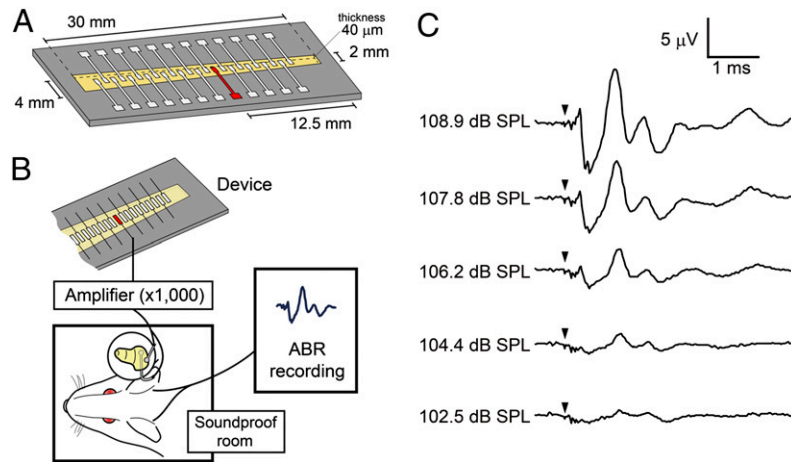 A
30 mm
thickness
40 μm
2 mm
4 mm
12.5 mm
B
Device
Amplifier (x1,000)
ABR
recording
Soundproof
room
C
5 μV
1 ms
108.9 dB SPL
107.8 dB SPL
106.2 dB SPL
104.4 dB SPL
102.5 dB SPL